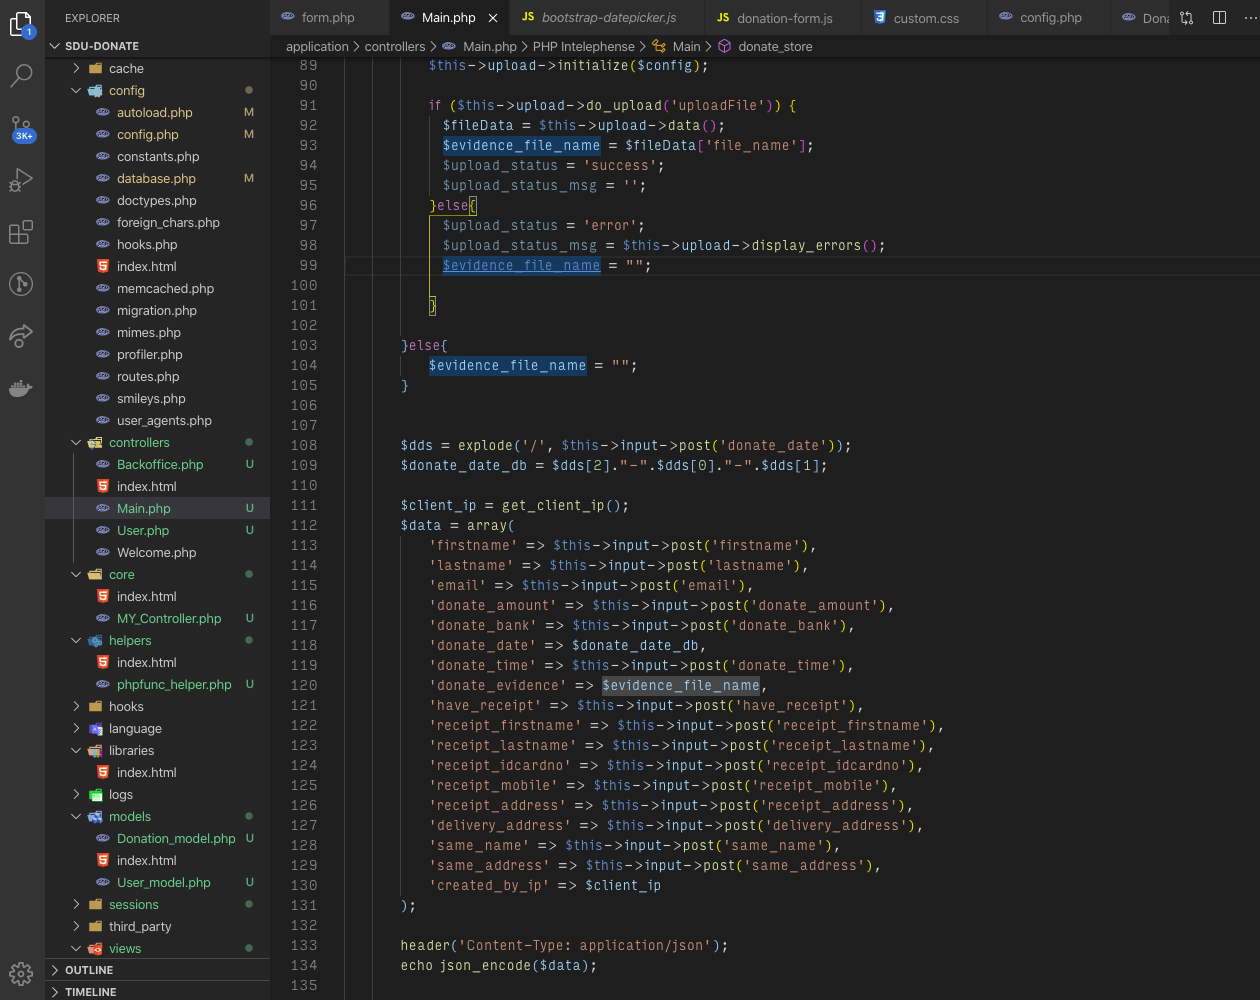 EXPLORER
SDU-DONATE
cache
config
autoload.php M
config.php M
constants.php
database.php M
doctypes.php
foreign_chars.php
hooks.php
index.html
memcached.php
migration.php
mimes.php
profiler.php
routes.php
smileys.php
user_agents.php
controllers
Backoffice.php U
index.html
Main.php U
User.php U
Welcome.php
core
index.html
MY_Controller.php U
helpers
index.html
phpfunc_helper.php U
hooks
language
libraries
index.html
logs
models
Donation_model.php U
index.html
User_model.php U
sessions
third_party
views
OUTLINE
TIMELINE
1
3K+
form.php
Main.php
JS bootstrap-datepicker.js
JS donation-form.js
custom.css
config.php
Dona
application > controllers > Main.php > PHP Intelephense > Main > donate_store
89 $this->upload->initialize($config);
90
91 if ($this->upload->do_upload('uploadFile')) {
92 $fileData = $this->upload->data();
93 $evidence_file_name = $fileData['file_name'];
94 $upload_status = 'success';
95 $upload_status_msg = '';
96 }else{
97 $upload_status = 'error';
98 $upload_status_msg = $this->upload->display_errors();
99 $evidence_file_name = "";
100
101 }
102
103 }else{
104 $evidence_file_name = "";
105 }
106
107
108 $dds = explode('/', $this->input->post('donate_date'));
109 $donate_date_db = $dds[2]."-".$dds[0]."-".$dds[1];
110
111 $client_ip = get_client_ip();
112 $data = array(
113 'firstname' => $this->input->post('firstname'),
114 'lastname' => $this->input->post('lastname'),
115 'email' => $this->input->post('email'),
116 'donate_amount' => $this->input->post('donate_amount'),
117 'donate_bank' => $this->input->post('donate_bank'),
118 'donate_date' => $donate_date_db,
119 'donate_time' => $this->input->post('donate_time'),
120 'donate_evidence' => $evidence_file_name,
121 'have_receipt' => $this->input->post('have_receipt'),
122 'receipt_firstname' => $this->input->post('receipt_firstname'),
123 'receipt_lastname' => $this->input->post('receipt_lastname'),
124 'receipt_idcardno' => $this->input->post('receipt_idcardno'),
125 'receipt_mobile' => $this->input->post('receipt_mobile'),
126 'receipt_address' => $this->input->post('receipt_address'),
127 'delivery_address' => $this->input->post('delivery_address'),
128 'same_name' => $this->input->post('same_name'),
129 'same_address' => $this->input->post('same_address'),
130 'created_by_ip' => $client_ip
131 );
132
133 header('Content-Type: application/json');
134 echo json_encode($data);
135